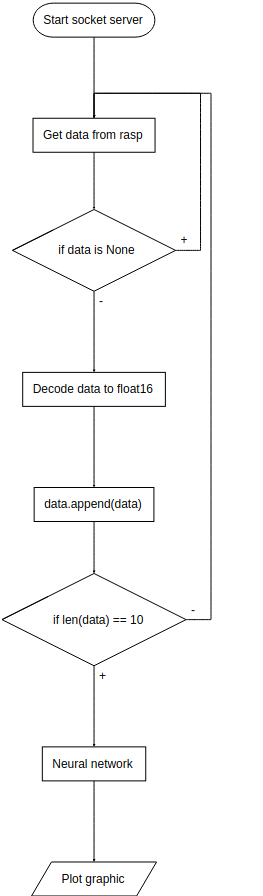 Start socket server
Get data from rasp
+
if data is None
-
Decode data to float16
data.append(data)
-
if len(data) == 10
+
Neural network
Plot graphic